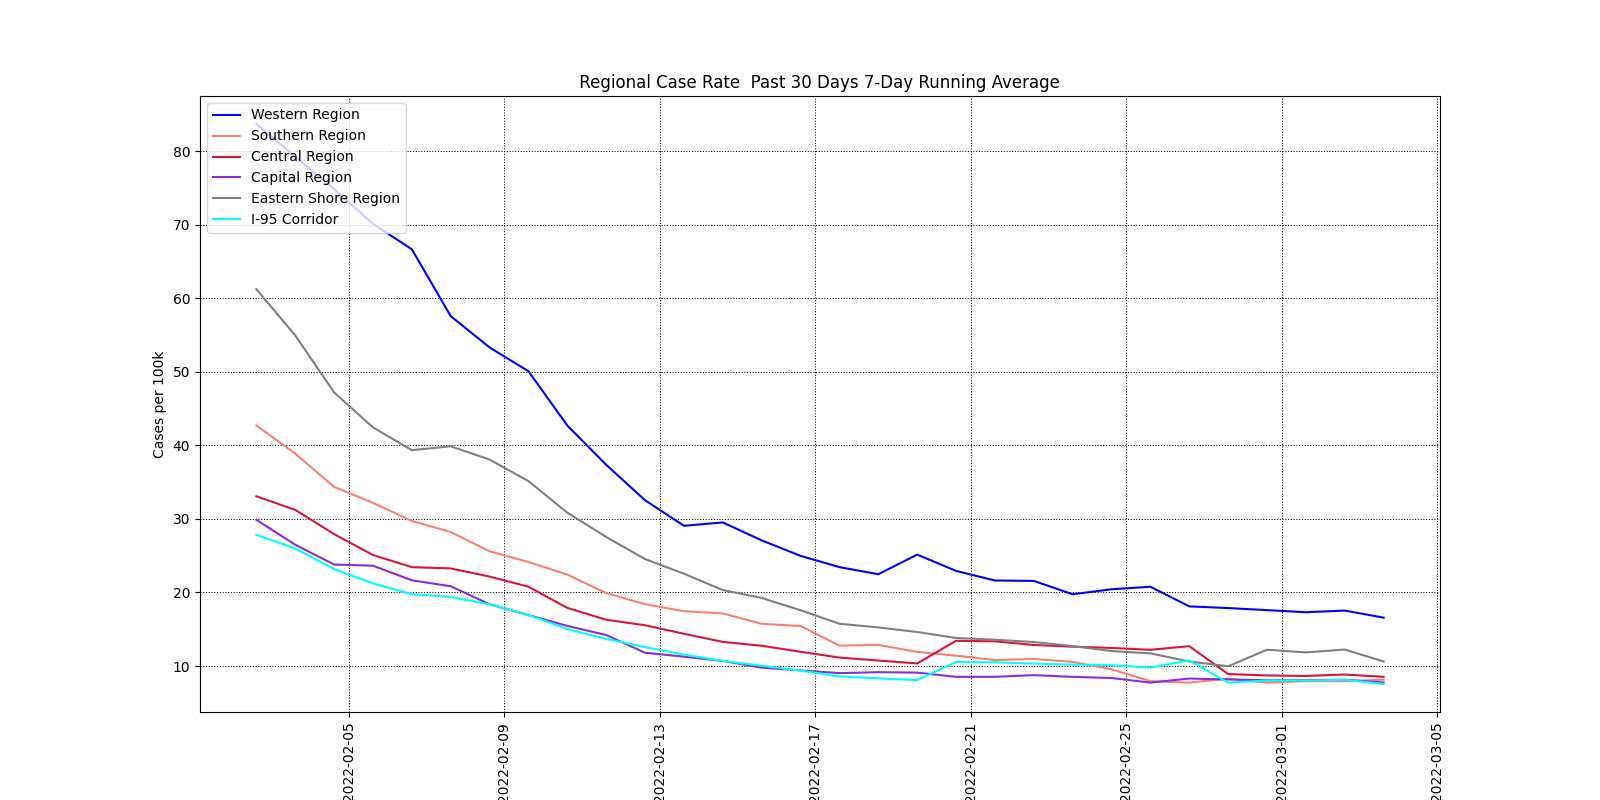 Regional Case Rate  Past 30 Days 7-Day Running Average
Western Region
Southern Region
Central Region
Capital Region
Eastern Shore Region
I-95 Corridor
Cases per 100k
80
70
60
50
40
30
20
10
2022-02-05
2022-02-09
2022-02-13
2022-02-17
2022-02-21
2022-02-25
2022-03-01
2022-03-05